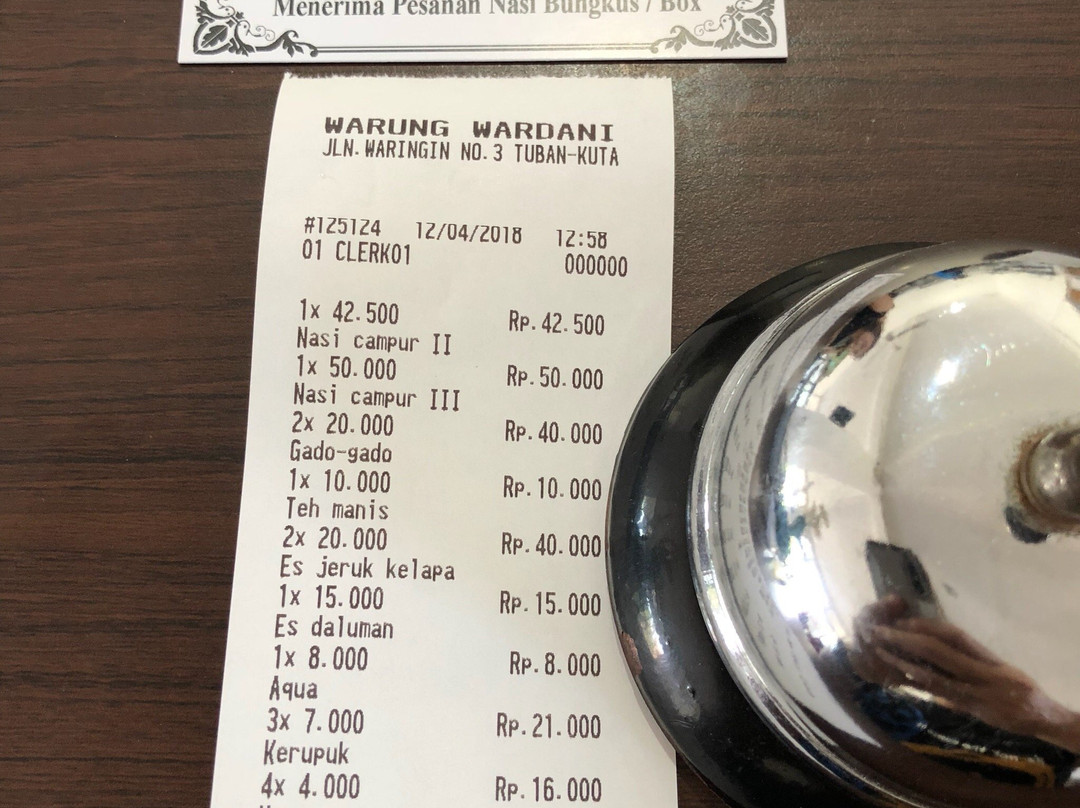 Menerima Pesanan Nasi Bungkus / Box
WARUNG WARDANI
JLN.WARINGIN NO.3 TUBAN-KUTA
#125124 12/04/2018 12:58
01 CLERK01 000000
1x 42.500 Rp.42.500
Nasi campur II
1x 50.000 Rp.50.000
Nasi campur III
2x 20.000 Rp.40.000
Gado-gado
1x 10.000 Rp.10.000
Teh manis
2x 20.000 Rp.40.000
Es jeruk kelapa
1x 15.000 Rp.15.000
Es daluman
1x 8.000 Rp.8.000
Aqua
3x 7.000 Rp.21.000
Kerupuk
4x 4.000 Rp.16.000